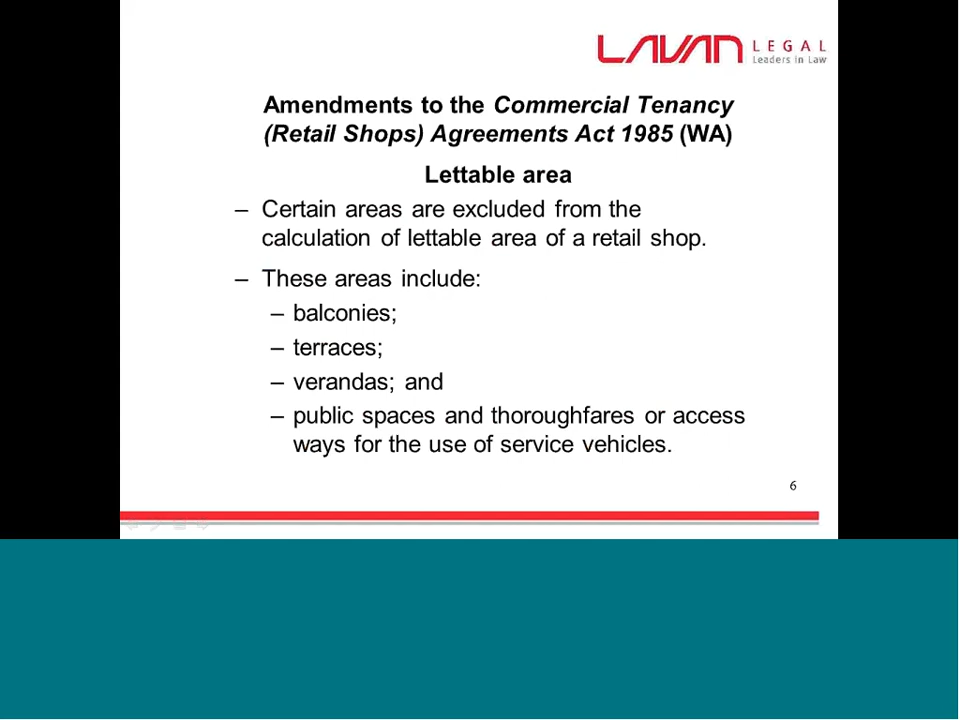 LAVAN LEGAL
Leaders in Law
Amendments to the Commercial Tenancy
(Retail Shops) Agreements Act 1985 (WA)
Lettable area
– Certain areas are excluded from the
calculation of lettable area of a retail shop.
– These areas include:
– balconies;
– terraces;
– verandas; and
– public spaces and thoroughfares or access
ways for the use of service vehicles.
6